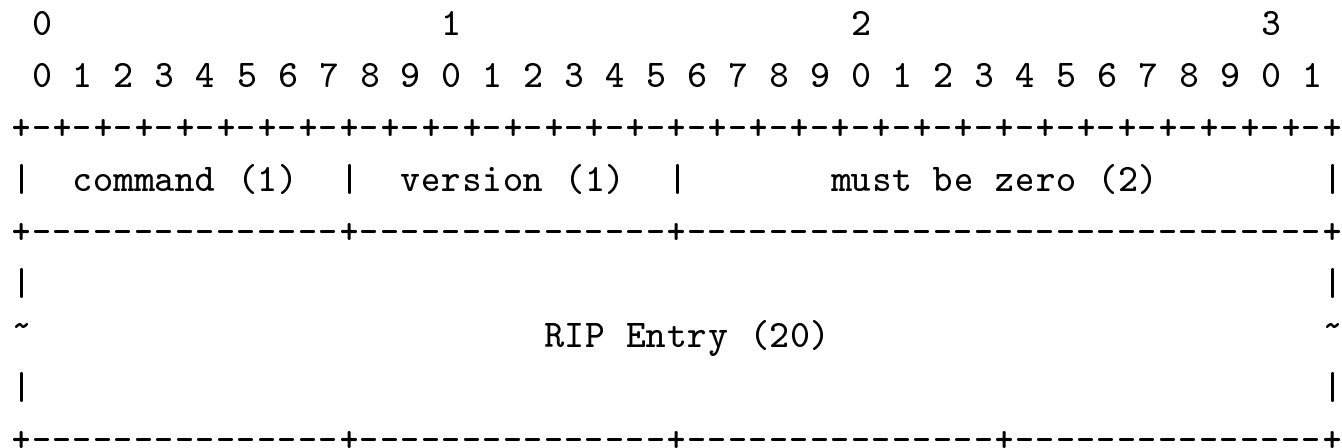 0                   1                   2                   3
0 1 2 3 4 5 6 7 8 9 0 1 2 3 4 5 6 7 8 9 0 1 2 3 4 5 6 7 8 9 0 1
+-+-+-+-+-+-+-+-+-+-+-+-+-+-+-+-+-+-+-+-+-+-+-+-+-+-+-+-+-+-+-+-+
|  command (1)  |  version (1)  |       must be zero (2)        |
+---------------+---------------+-------------------------------+
|                                                               |
~                         RIP Entry (20)                        ~
|                                                               |
+---------------+---------------+---------------+---------------+